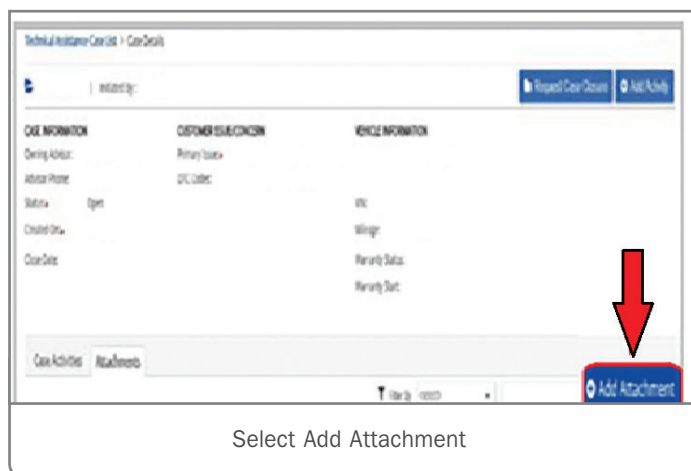 Technical Assistance Case List > Case Details
| Initiated By:
Request Case Closure Add Activity
CASE INFORMATION CUSTOMER ISSUE/CONCERN VEHICLE INFORMATION
Owning Advisor: Primary Issue
Advisor Phone: DTC Codes:
Status Open VIN:
Created On Mileage:
Close Date: Warranty Status:
Warranty Start:
Case Activities Attachments
Filter By
Add Attachment
Select Add Attachment